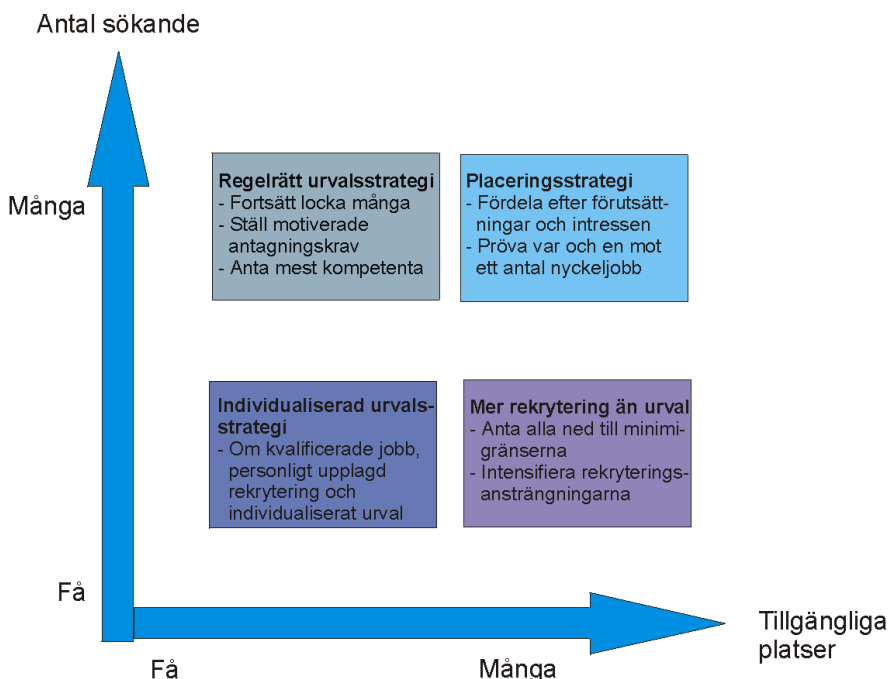 Antal sökande
Många
Regelrätt urvalsstrategi
- Fortsätt locka många
- Ställ motiverade
antagningskrav
- Anta mest kompetenta
Placeringsstrategi
- Fördela efter förutsätt-
ningar och intressen
- Pröva var och en mot
ett antal nyckeljobb
Individualiserad urvals-
strategi
- Om kvalificerade jobb,
personligt upplagd
rekrytering och
individualiserat urval
Mer rekrytering än urval
- Anta alla ned till minimi-
gränserna
- Intensifiera rekryterings-
ansträngningarna
Få
Tillgängliga
platser
Få
Många